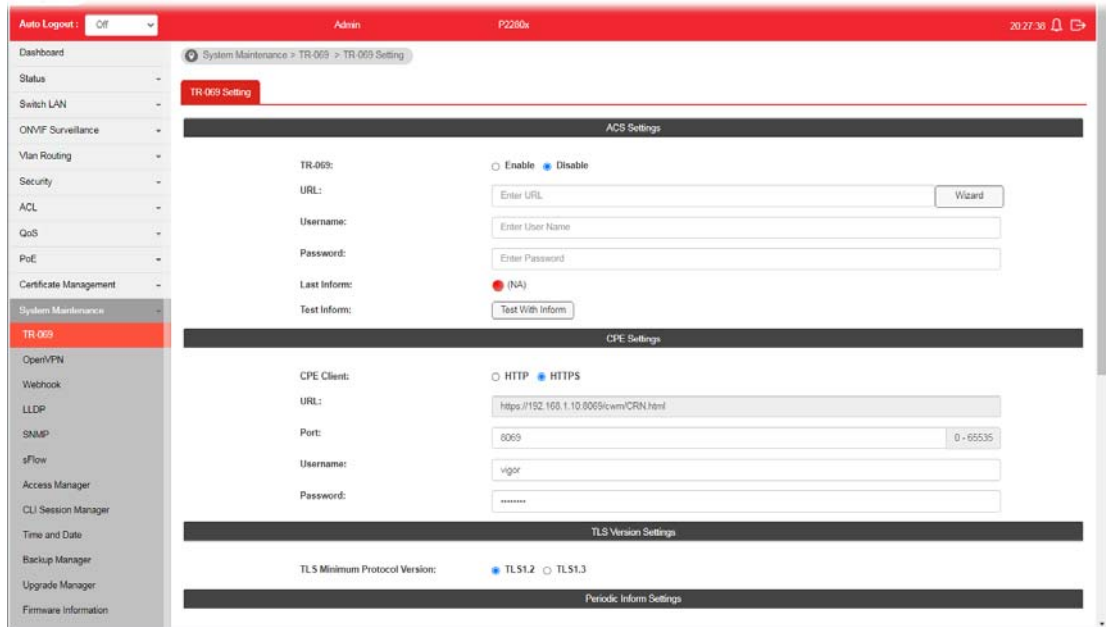 Auto Logout : Off Admin P2280x 20:27:38
Dashboard
Status
Switch LAN
ONVIF Surveillance
Vlan Routing
Security
ACL
QoS
PoE
Certificate Management
System Maintenance
TR-069
OpenVPN
Webhook
LLDP
SNMP
sFlow
Access Manager
CLI Session Manager
Time and Date
Backup Manager
Upgrade Manager
Firmware Information
System Maintenance > TR-069 > TR-069 Setting
TR-069 Setting
ACS Settings
TR-069: Enable Disable
URL: Enter URL Wizard
Username: Enter User Name
Password: Enter Password
Last Inform: (NA)
Test Inform: Test With Inform
CPE Settings
CPE Client: HTTP HTTPS
URL: https://192.168.1.10:8069/cwm/CRN.html
Port: 8069 0 - 65535
Username: vigor
Password: ••••••••
TLS Version Settings
TLS Minimum Protocol Version: TLS1.2 TLS1.3
Periodic Inform Settings